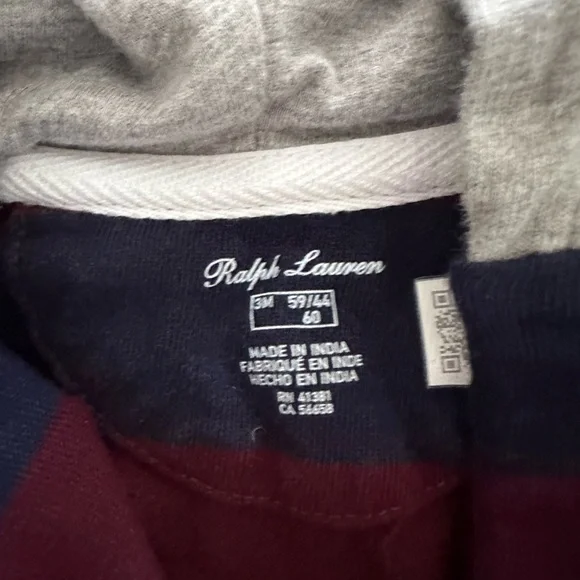 Ralph Lauren
3M 59/44
60
MADE IN INDIA
FABRIQUÉ EN INDE
HECHO EN INDIA
RN 41381
CA 56658